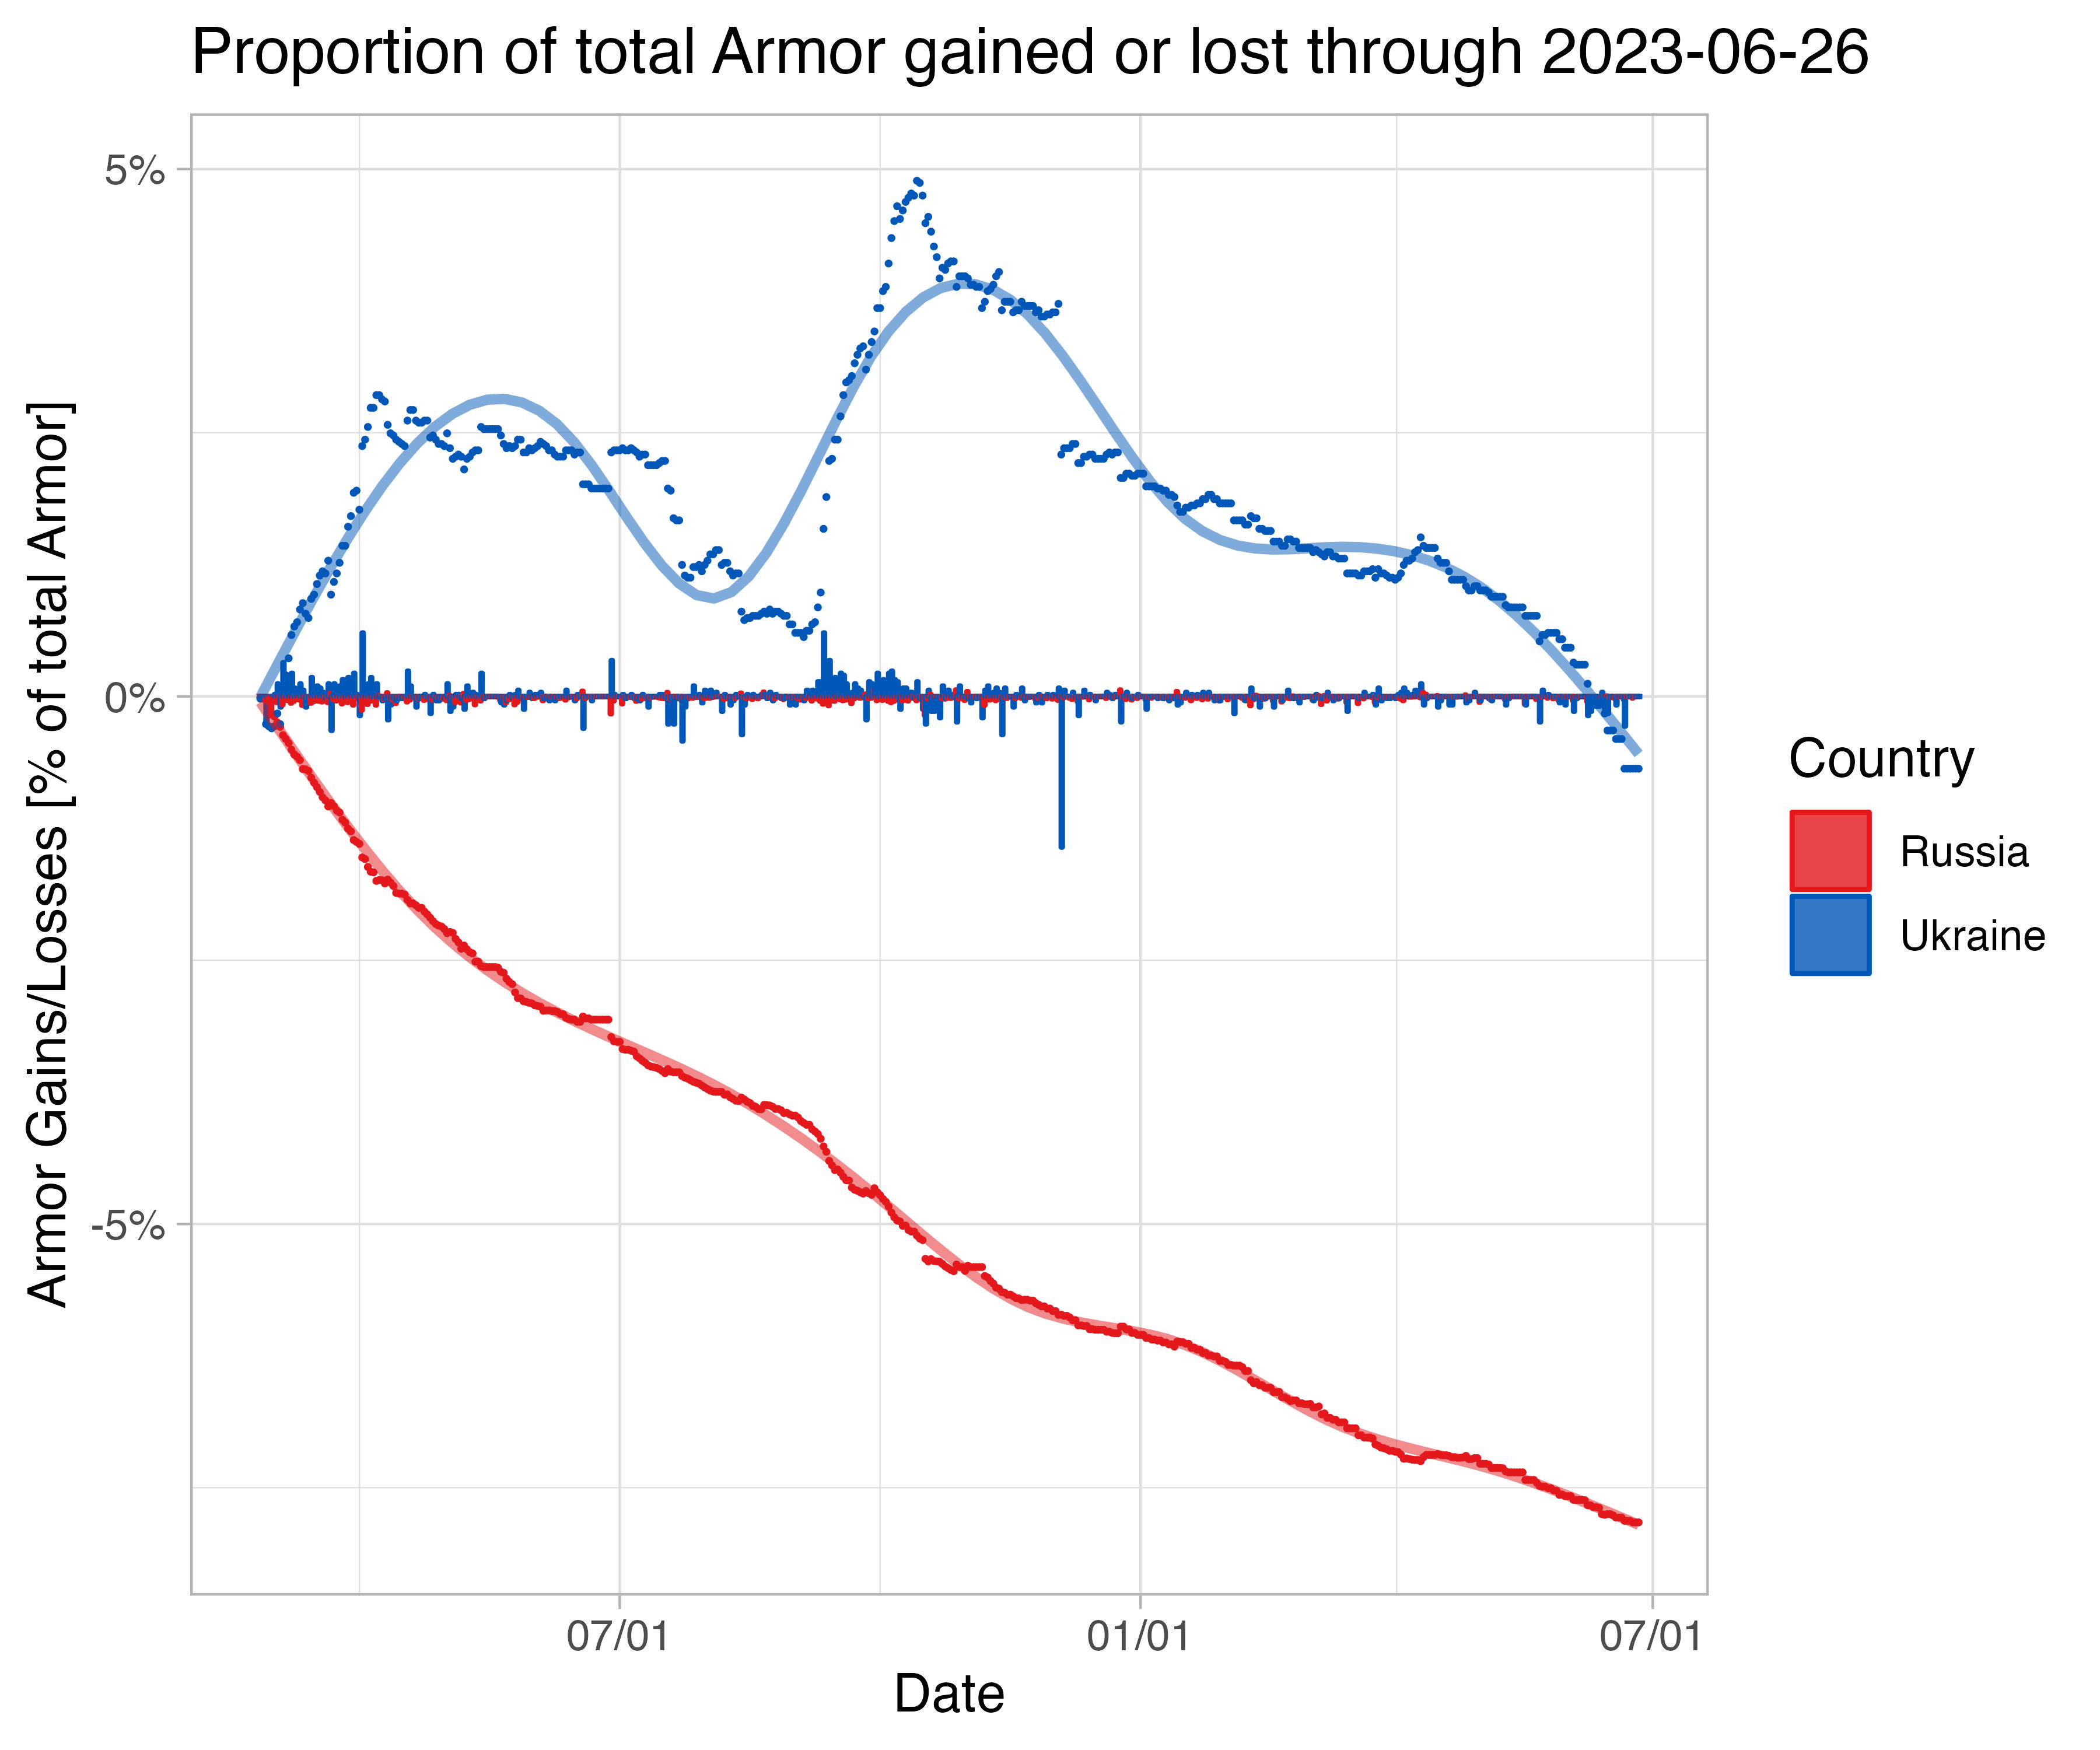 Proportion of total Armor gained or lost through 2023-06-26
Armor Gains/Losses [% of total Armor]
5%
0%
-5%
07/01
01/01
07/01
Date
Country
Russia
Ukraine